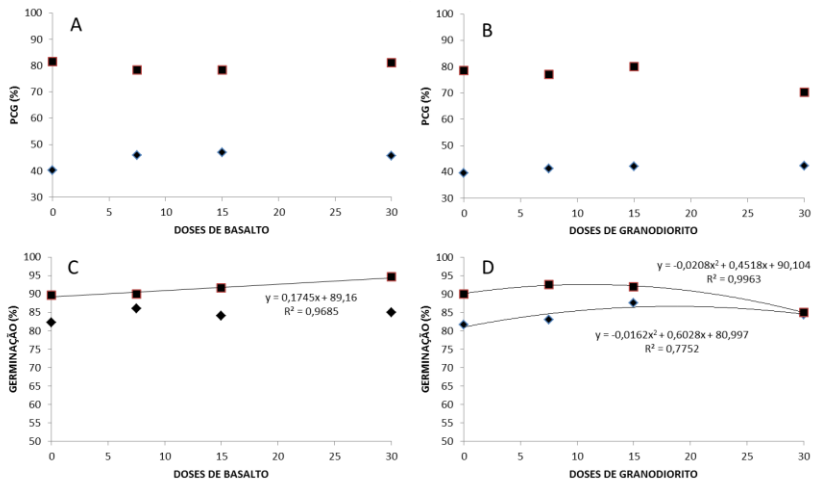 A
100
90
80
70
60
50
40
30
PCG (%)
0 5 10 15 20 25 30
DOSES DE BASALTO
B
100
90
80
70
60
50
40
30
PCG (%)
0 5 10 15 20 25 30
DOSES DE GRANODIORITO
C
100
95
90
85
80
75
70
65
60
55
50
GERMINAÇÃO (%)
y = 0,1745x + 89,16
R² = 0,9685
0 5 10 15 20 25 30
DOSES DE BASALTO
D
100
95
90
85
80
75
70
65
60
55
50
GERMINAÇÃO (%)
y = -0,0208x² + 0,4518x + 90,104
R² = 0,9963
y = -0,0162x² + 0,6028x + 80,997
R² = 0,7752
0 5 10 15 20 25 30
DOSES DE GRANODIORITO